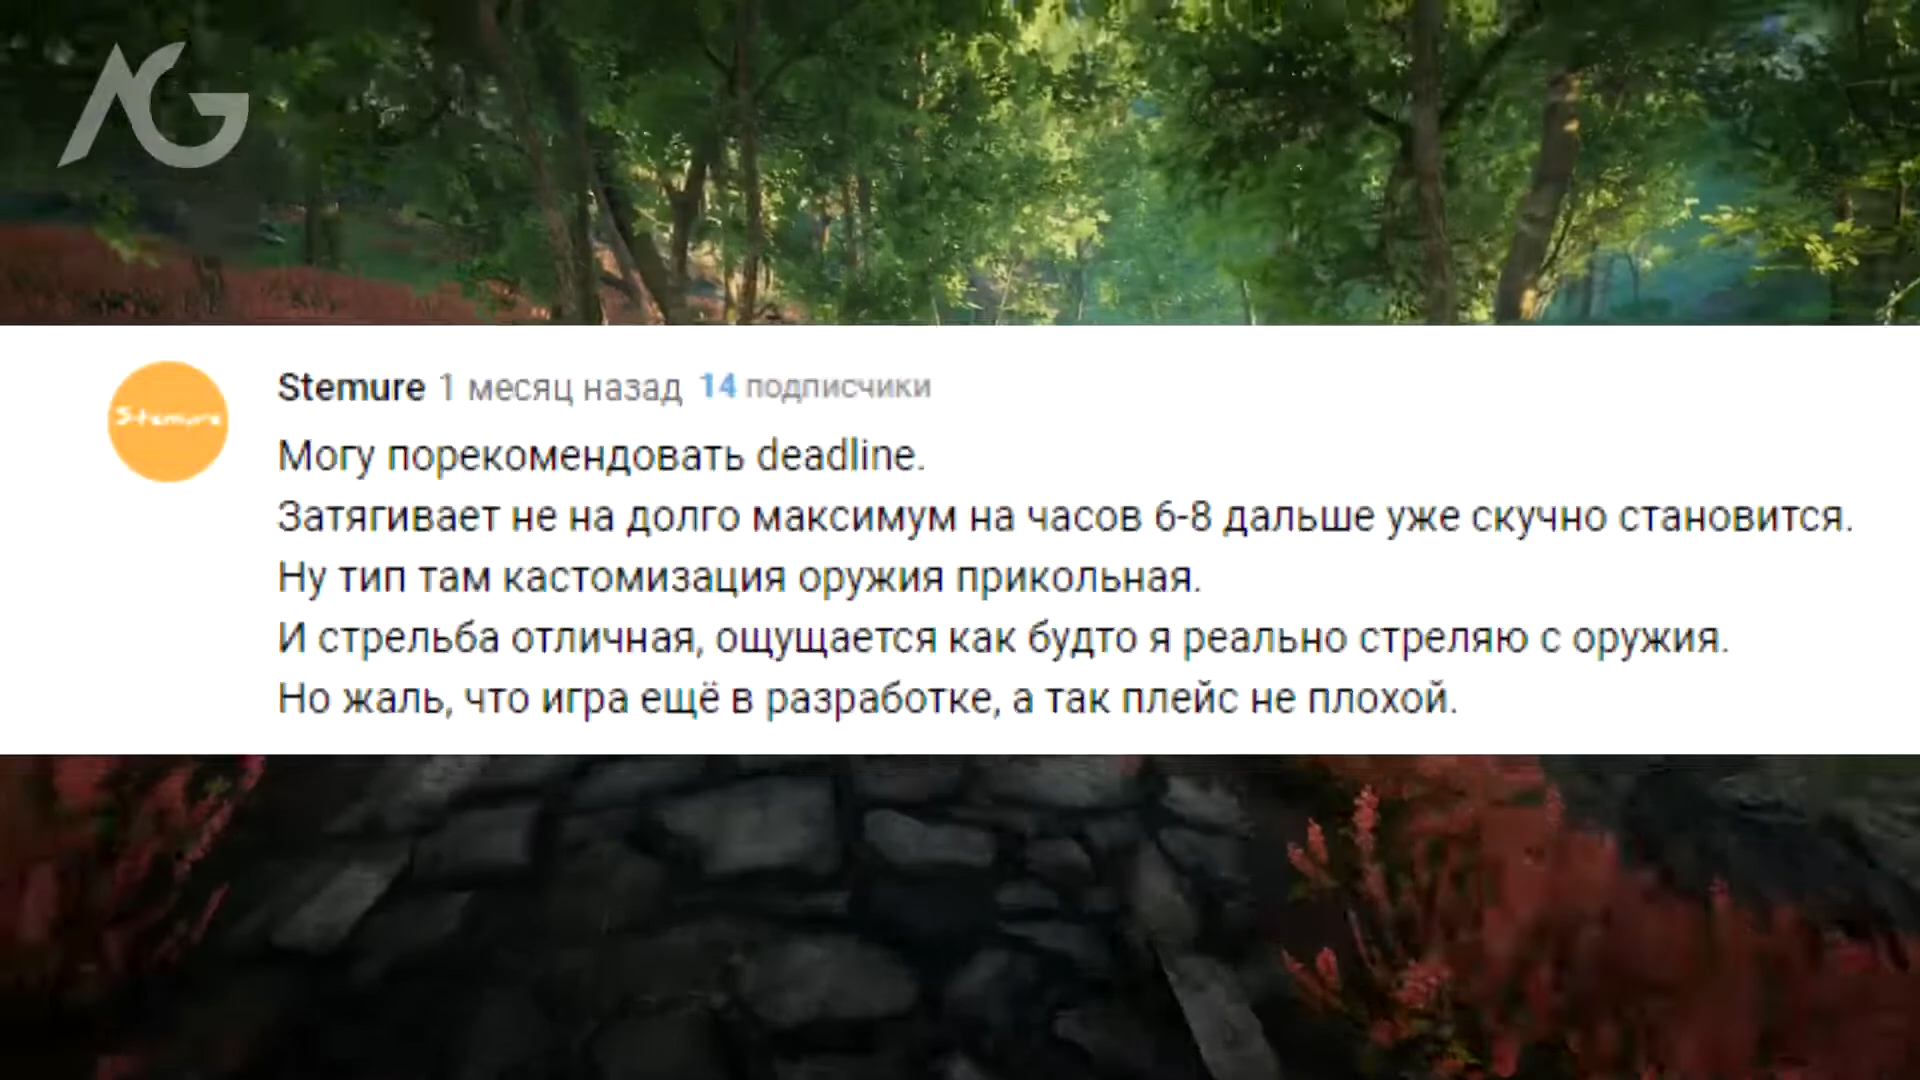 AG
Stemure
Stemure 1 месяц назад 14 подписчики
Могу порекомендовать deadline.
Затягивает не на долго максимум на часов 6-8 дальше уже скучно становится.
Ну тип там кастомизация оружия прикольная.
И стрельба отличная, ощущается как будто я реально стреляю с оружия.
Но жаль, что игра ещё в разработке, а так плейс не плохой.